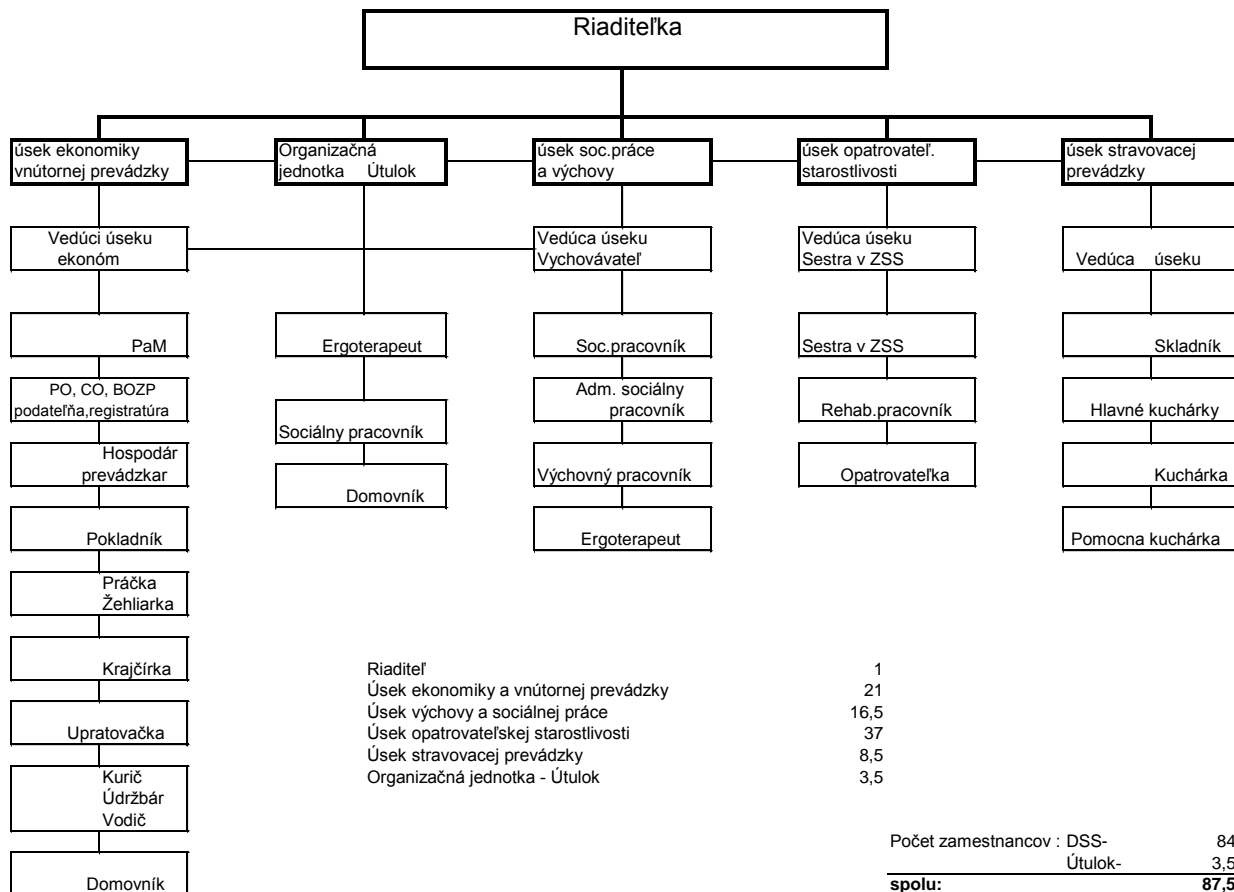 Riaditeľka
úsek ekonomiky
vnútornej prevádzky
Organizačná
jednotka Útulok
úsek soc.práce
a výchovy
úsek opatrovateľ.
starostlivosti
úsek stravovacej
prevádzky
Vedúci úseku
ekonóm
Vedúca úseku
Vychovávateľ
Vedúca úseku
Sestra v ZSS
Vedúca úseku
PaM
Ergoterapeut
Soc.pracovník
Sestra v ZSS
Skladník
PO, CO, BOZP
podateľňa,registratúra
Sociálny pracovník
Adm. sociálny
pracovník
Rehab.pracovník
Hlavné kuchárky
Hospodár
prevádzkar
Domovník
Výchovný pracovník
Opatrovateľka
Kuchárka
Pokladník
Ergoterapeut
Pomocna kuchárka
Práčka
Žehliarka
Krajčírka
Upratovačka
Kurič
Údržbár
Vodič
Domovník
Riaditeľ 1
Úsek ekonomiky a vnútornej prevádzky 21
Úsek výchovy a sociálnej práce 16,5
Úsek opatrovateľskej starostlivosti 37
Úsek stravovacej prevádzky 8,5
Organizačná jednotka - Útulok 3,5
Počet zamestnancov : DSS- 84
Útulok- 3,5
spolu: 87,5